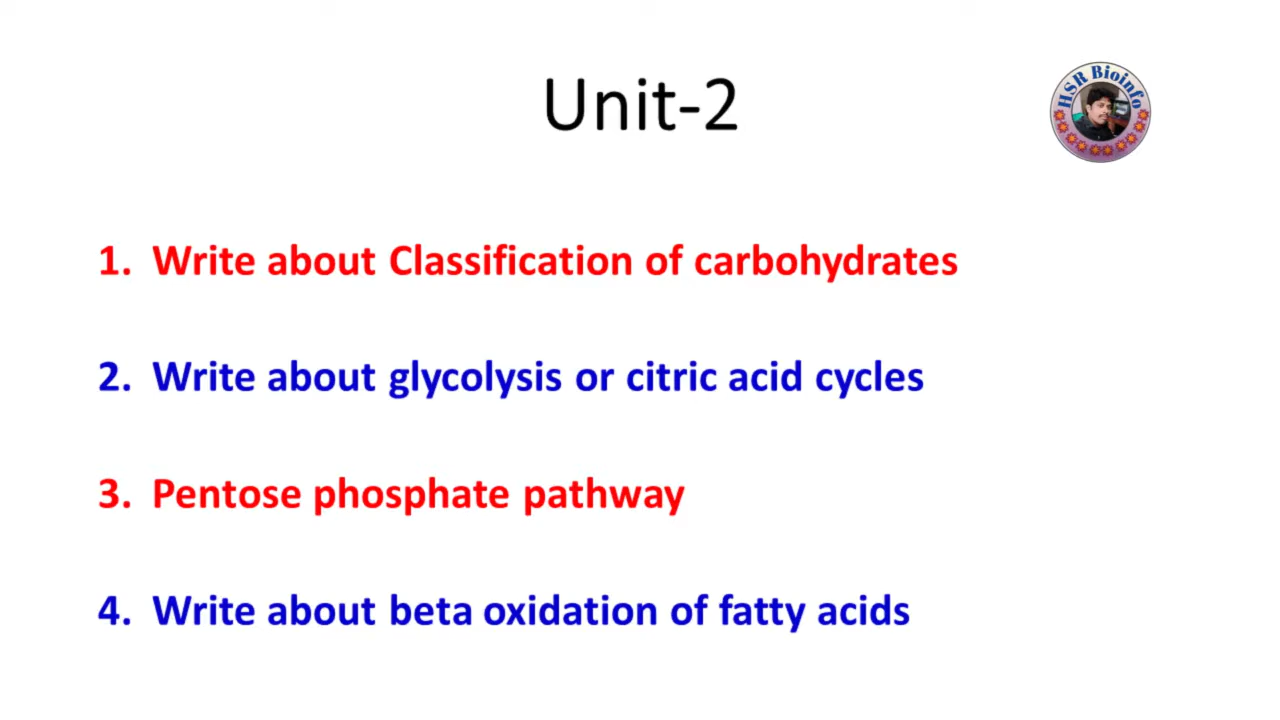 Unit-2
HSR Bioinfo
1. Write about Classification of carbohydrates
2. Write about glycolysis or citric acid cycles
3. Pentose phosphate pathway
4. Write about beta oxidation of fatty acids